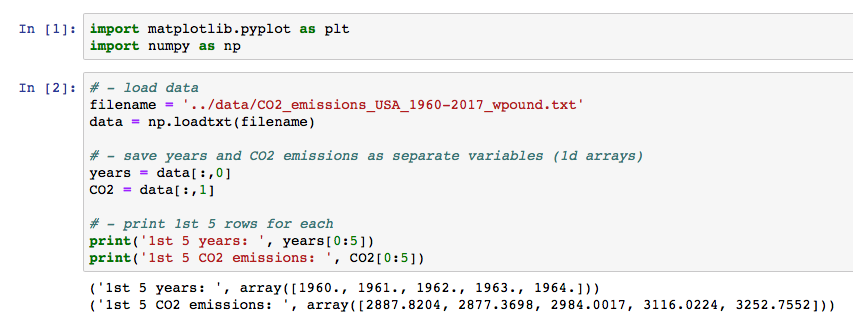 In [1]: import matplotlib.pyplot as plt
import numpy as np
In [2]: # - load data
filename = '../data/CO2_emissions_USA_1960-2017_wpound.txt'
data = np.loadtxt(filename)
# - save years and CO2 emissions as separate variables (1d arrays)
years = data[:,0]
CO2 = data[:,1]
# - print 1st 5 rows for each
print('1st 5 years: ', years[0:5])
print('1st 5 CO2 emissions: ', CO2[0:5])
('1st 5 years: ', array([1960., 1961., 1962., 1963., 1964.]))
('1st 5 CO2 emissions: ', array([2887.8204, 2877.3698, 2984.0017, 3116.0224, 3252.7552]))